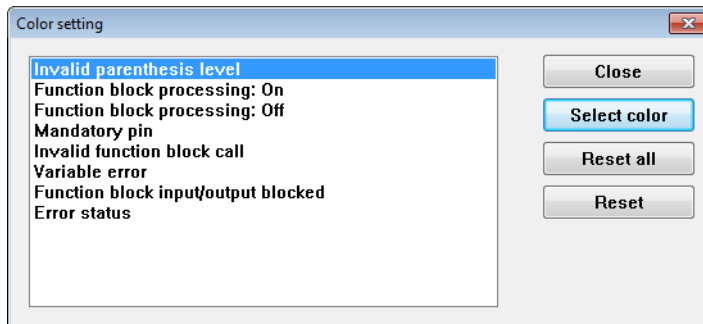 Color setting
Invalid parenthesis level
Function block processing: On
Function block processing: Off
Mandatory pin
Invalid function block call
Variable error
Function block input/output blocked
Error status
Close
Select color
Reset all
Reset